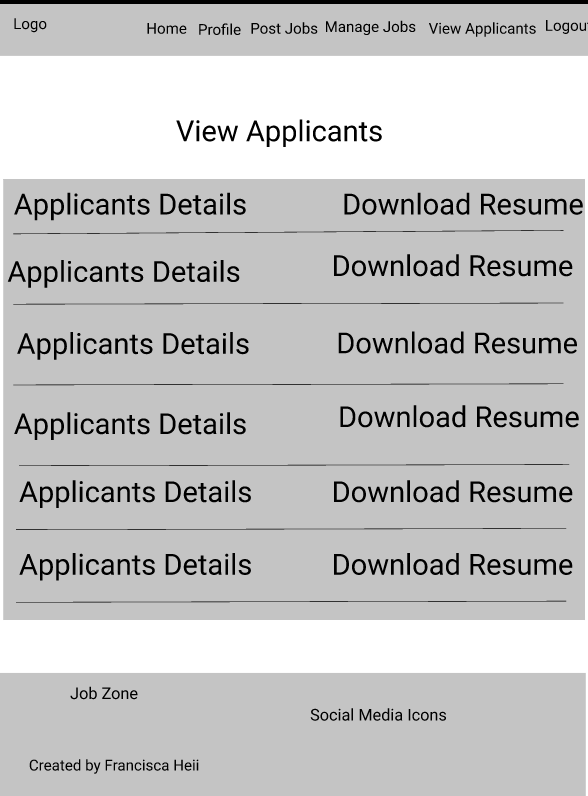 Logo Home Profile Post Jobs Manage Jobs View Applicants Logout
View Applicants
Applicants Details Download Resume
Applicants Details Download Resume
Applicants Details Download Resume
Applicants Details Download Resume
Applicants Details Download Resume
Applicants Details Download Resume
Job Zone
Social Media Icons
Created by Francisca Heii